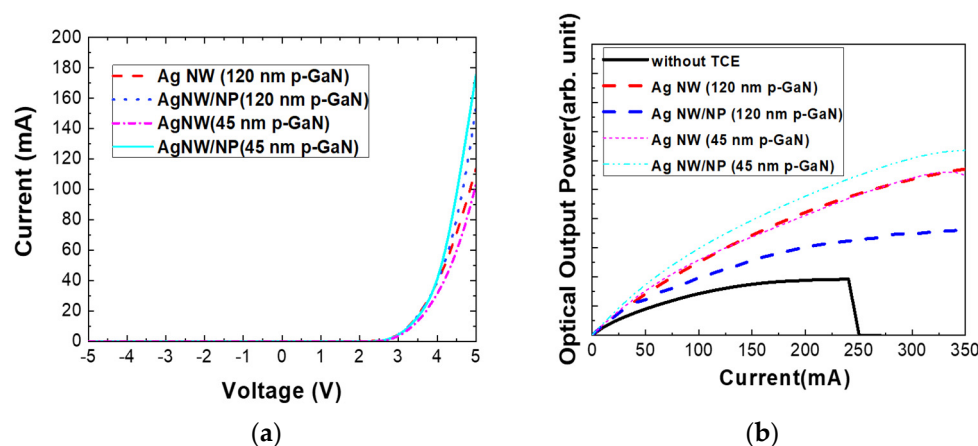 200
180
160
140
120
100
80
60
40
20
0
Current (mA)
Ag NW (120 nm p-GaN)
AgNW/NP(120 nm p-GaN)
AgNW(45 nm p-GaN)
AgNW/NP(45 nm p-GaN)
-5 -4 -3 -2 -1 0 1 2 3 4 5
Voltage (V)
(a)
Optical Output Power(arb. unit)
without TCE
Ag NW (120 nm p-GaN)
Ag NW/NP (120 nm p-GaN)
Ag NW (45 nm p-GaN)
Ag NW/NP (45 nm p-GaN)
0 50 100 150 200 250 300 350
Current(mA)
(b)